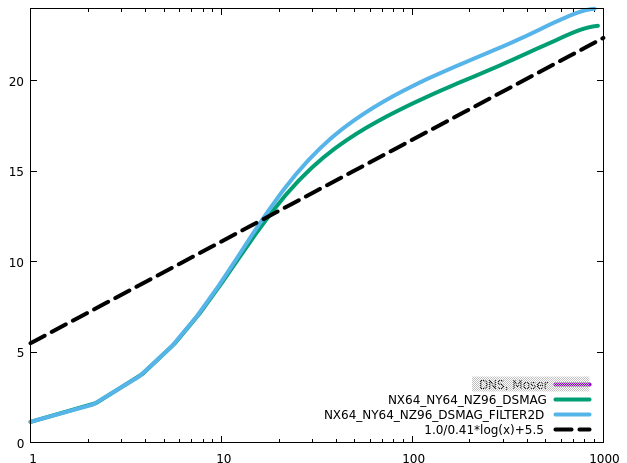 20
15
10
5
0
DNS, Moser
NX64_NY64_NZ96_DSMAG
NX64_NY64_NZ96_DSMAG_FILTER2D
1.0/0.41*log(x)+5.5
1 10 100 1000